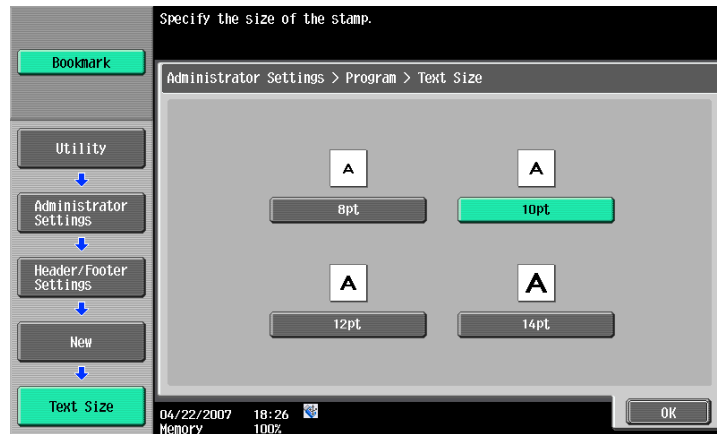 Specify the size of the stamp.
Bookmark
Administrator Settings > Program > Text Size
Utility
Administrator
Settings
Header/Footer
Settings
New
Text Size
A
A
8pt
10pt
A
A
12pt
14pt
04/22/2007 18:26
Memory 100%
OK